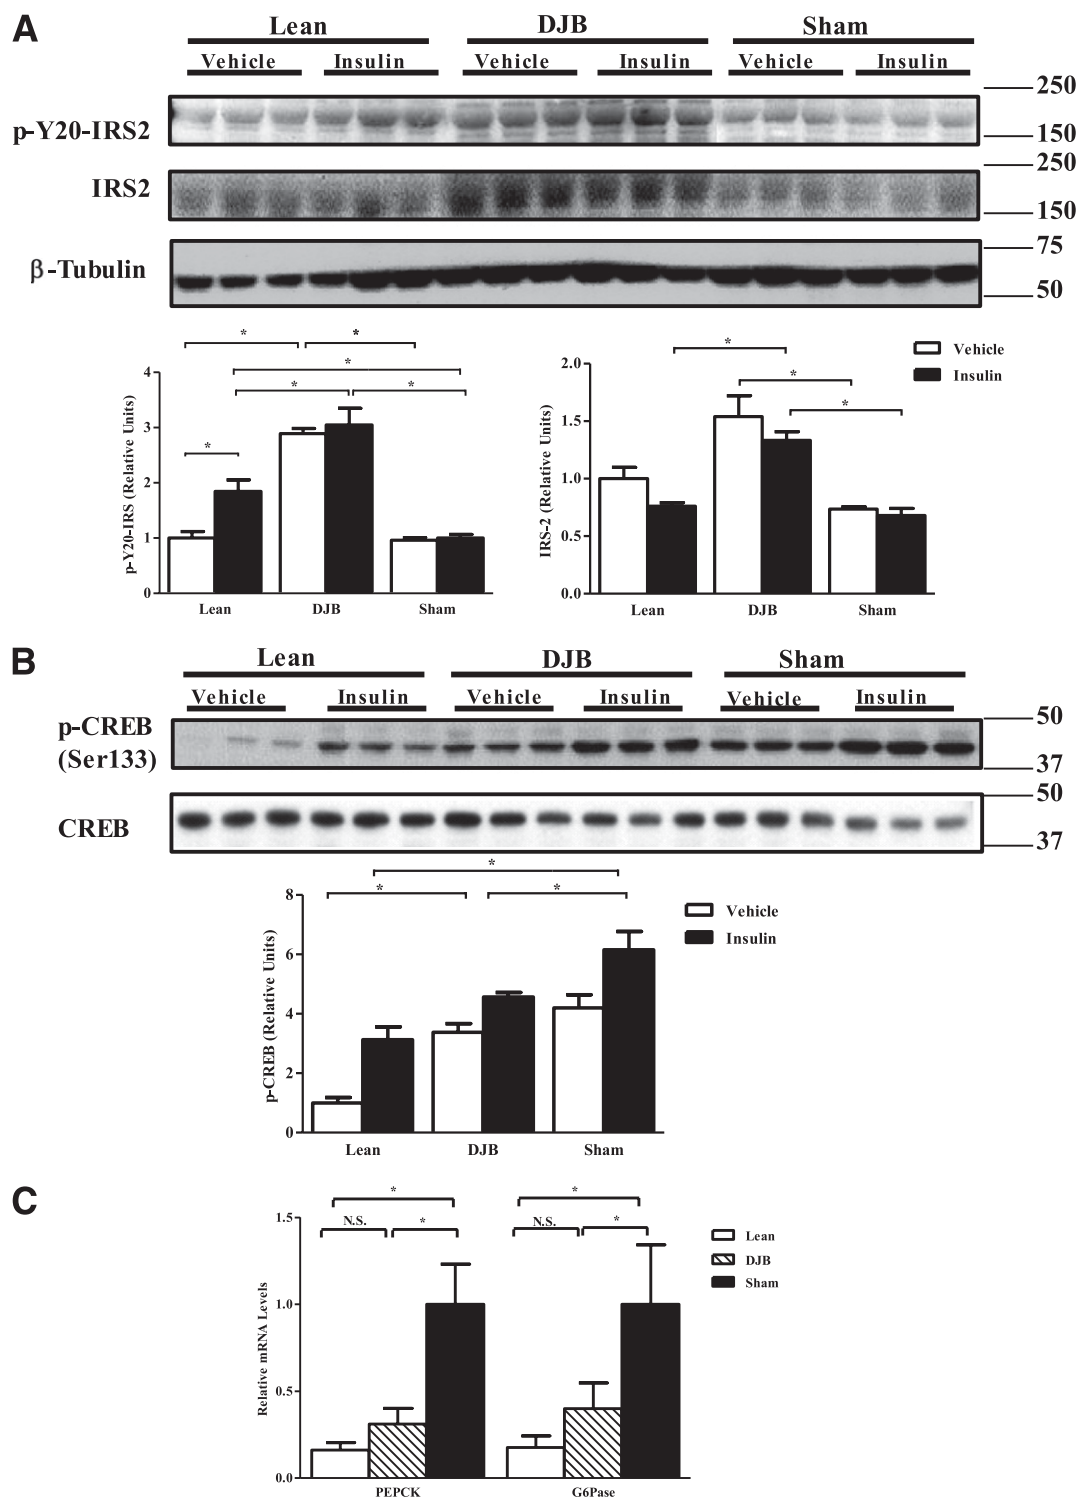 A
Lean DJB Sham
Vehicle Insulin Vehicle Insulin Vehicle Insulin
250
p-Y20-IRS2
150
250
IRS2
150
75
β-Tubulin
50
* * * * * *
4
3
2
1
0
p-Y20-IRS (Relative Units)
Lean DJB Sham
* * *
2.0
1.5
1.0
0.5
0.0
IRS-2 (Relative Units)
Lean DJB Sham
Vehicle
Insulin
B
Lean DJB Sham
Vehicle Insulin Vehicle Insulin Vehicle Insulin
50
p-CREB
(Ser133)
37
50
CREB
37
* * *
8
6
4
2
0
p-CREB (Relative Units)
Lean DJB Sham
Vehicle
Insulin
C
* *
N.S. * N.S. *
1.5
1.0
0.5
0.0
Relative mRNA Levels
PEPCK G6Pase
Lean
DJB
Sham